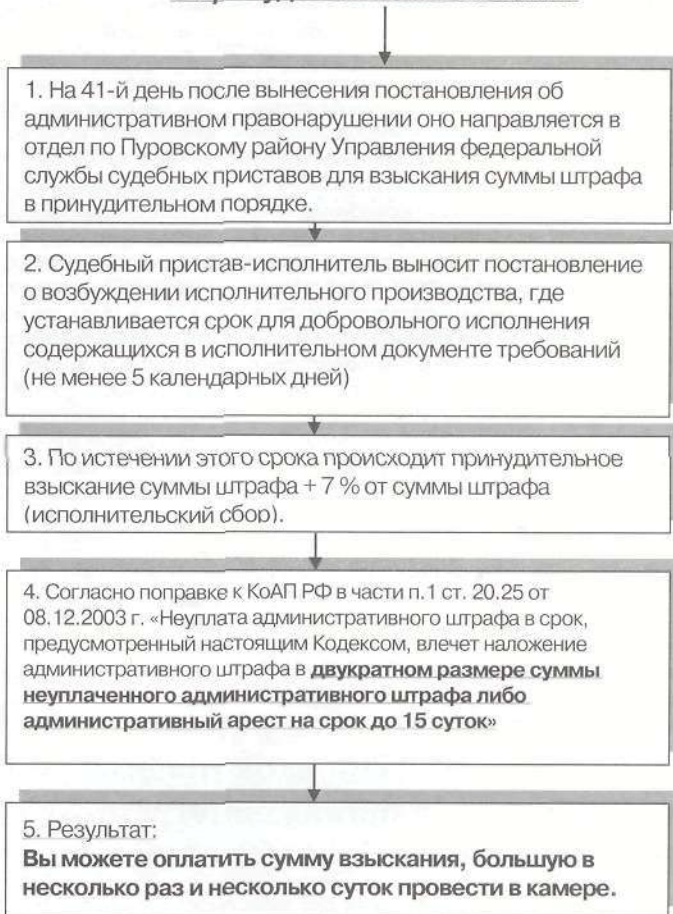 1. На 41-й день после вынесения постановления об
административном правонарушении оно направляется в
отдел по Пуровскому району Управления федеральной
службы судебных приставов для взыскания суммы штрафа
в принудительном порядке.
2. Судебный пристав-исполнитель выносит постановление
о возбуждении исполнительного производства, где
устанавливается срок для добровольного исполнения
содержащихся в исполнительном документе требований
(не менее 5 календарных дней)
3. По истечении этого срока происходит принудительное
взыскание суммы штрафа + 7 % от суммы штрафа
(исполнительский сбор).
4. Согласно поправке к КоАП РФ в части п.1 ст. 20.25 от
08.12.2003 г. «Неуплата административного штрафа в срок,
предусмотренный настоящим Кодексом, влечет наложение
административного штрафа в двукратном размере суммы
неуплаченного административного штрафа либо
административный арест на срок до 15 суток»
5. Результат:
Вы можете оплатить сумму взыскания, большую в
несколько раз и несколько суток провести в камере.